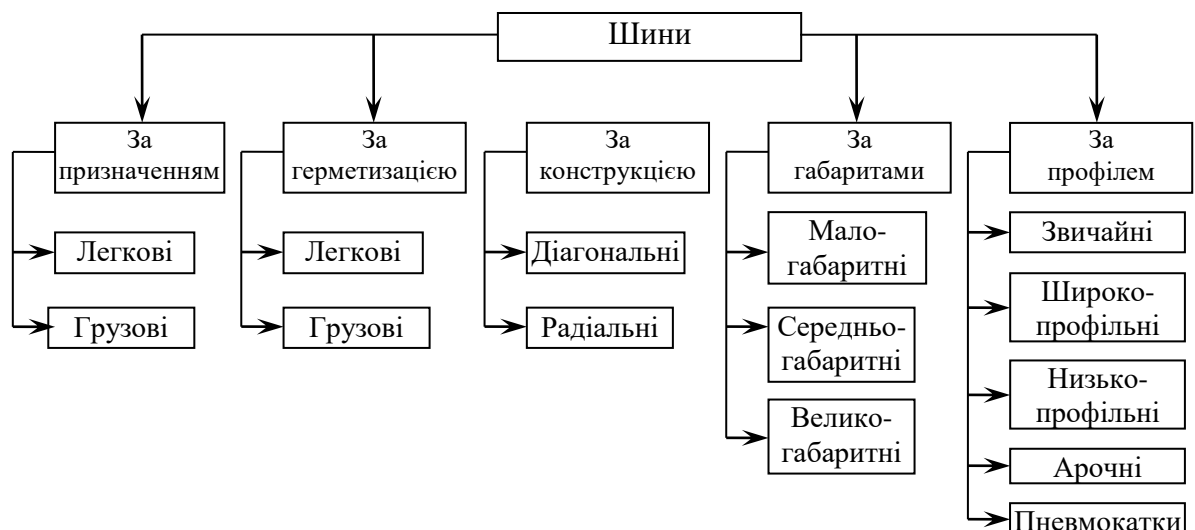 Шини
За
призначенням
Легкові
Грузові
За
герметизацією
Легкові
Грузові
За
конструкцією
Діагональні
Радіальні
За
габаритами
Мало-
габаритні
Середньо-
габаритні
Велико-
габаритні
За
профілем
Звичайні
Широко-
профільні
Низько-
профільні
Арочні
Пневмокатки